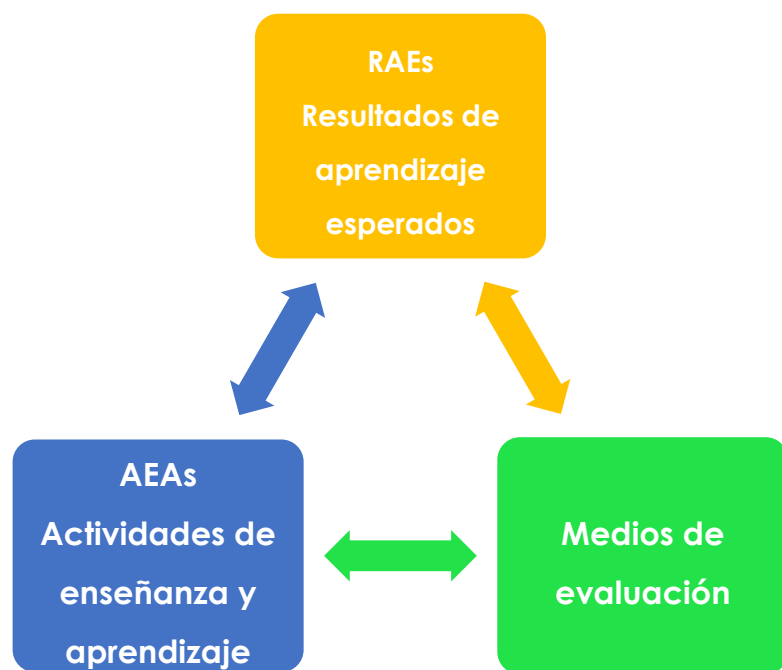 RAEs
Resultados de
aprendizaje
esperados
AEAs
Actividades de
enseñanza y
aprendizaje
Medios de
evaluación